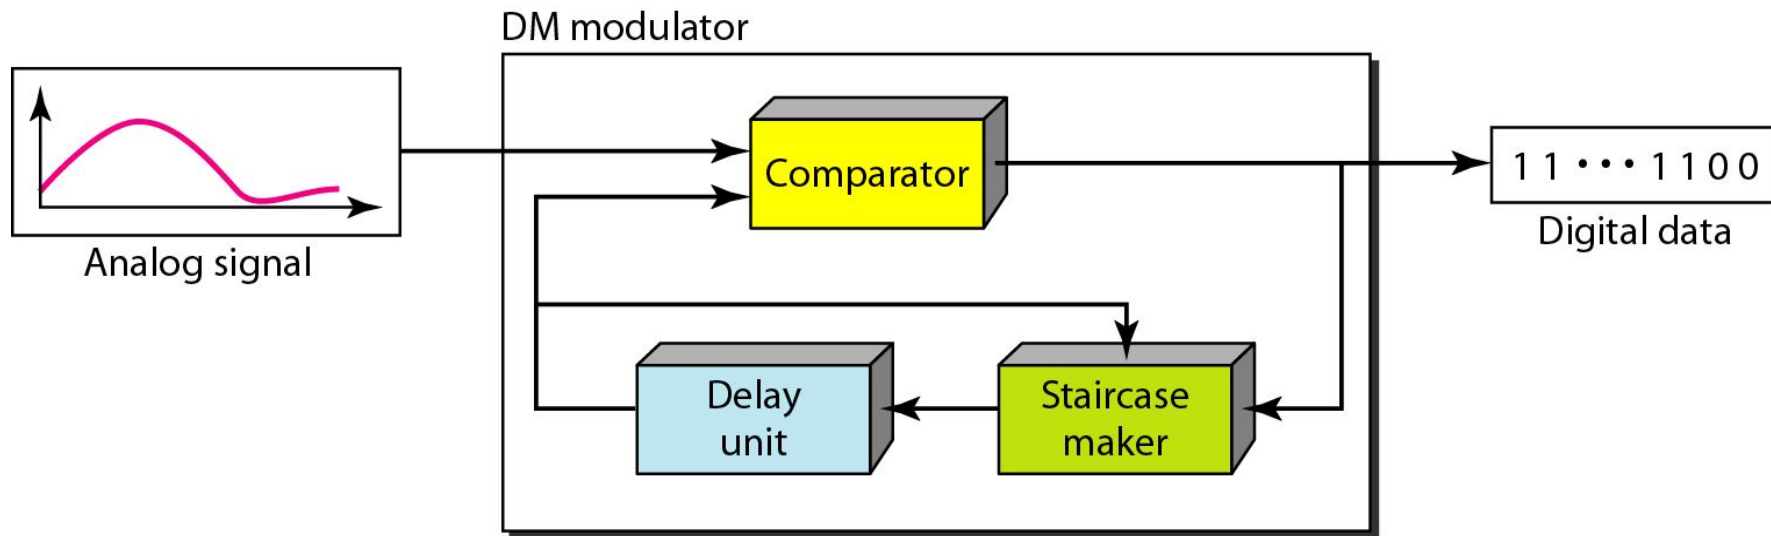 DM modulator
Analog signal
Comparator
1 1 • • • 1 1 0 0
Digital data
Delay
unit
Staircase
maker